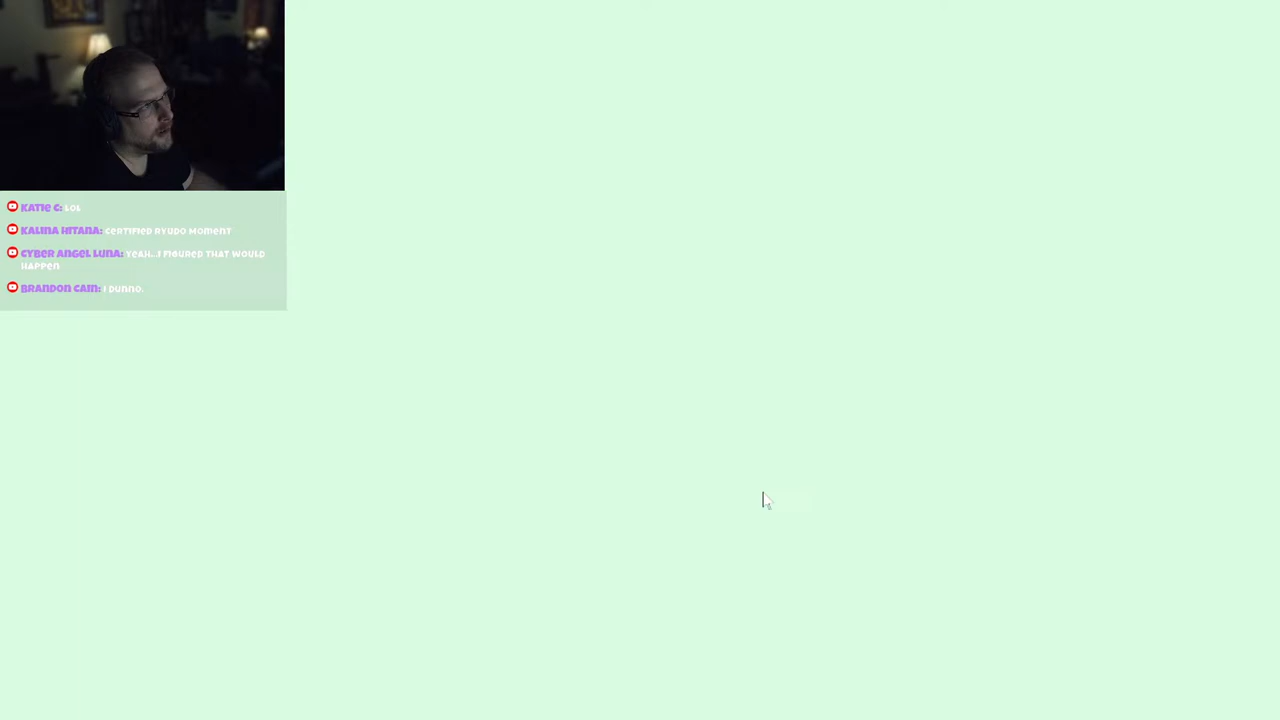 Katie C: LOL
Kalina Hitana: Certified Ryudo moment
Cyber Angel Luna: Yeah...I figured that would
happen
Brandon Cain: I dunno.